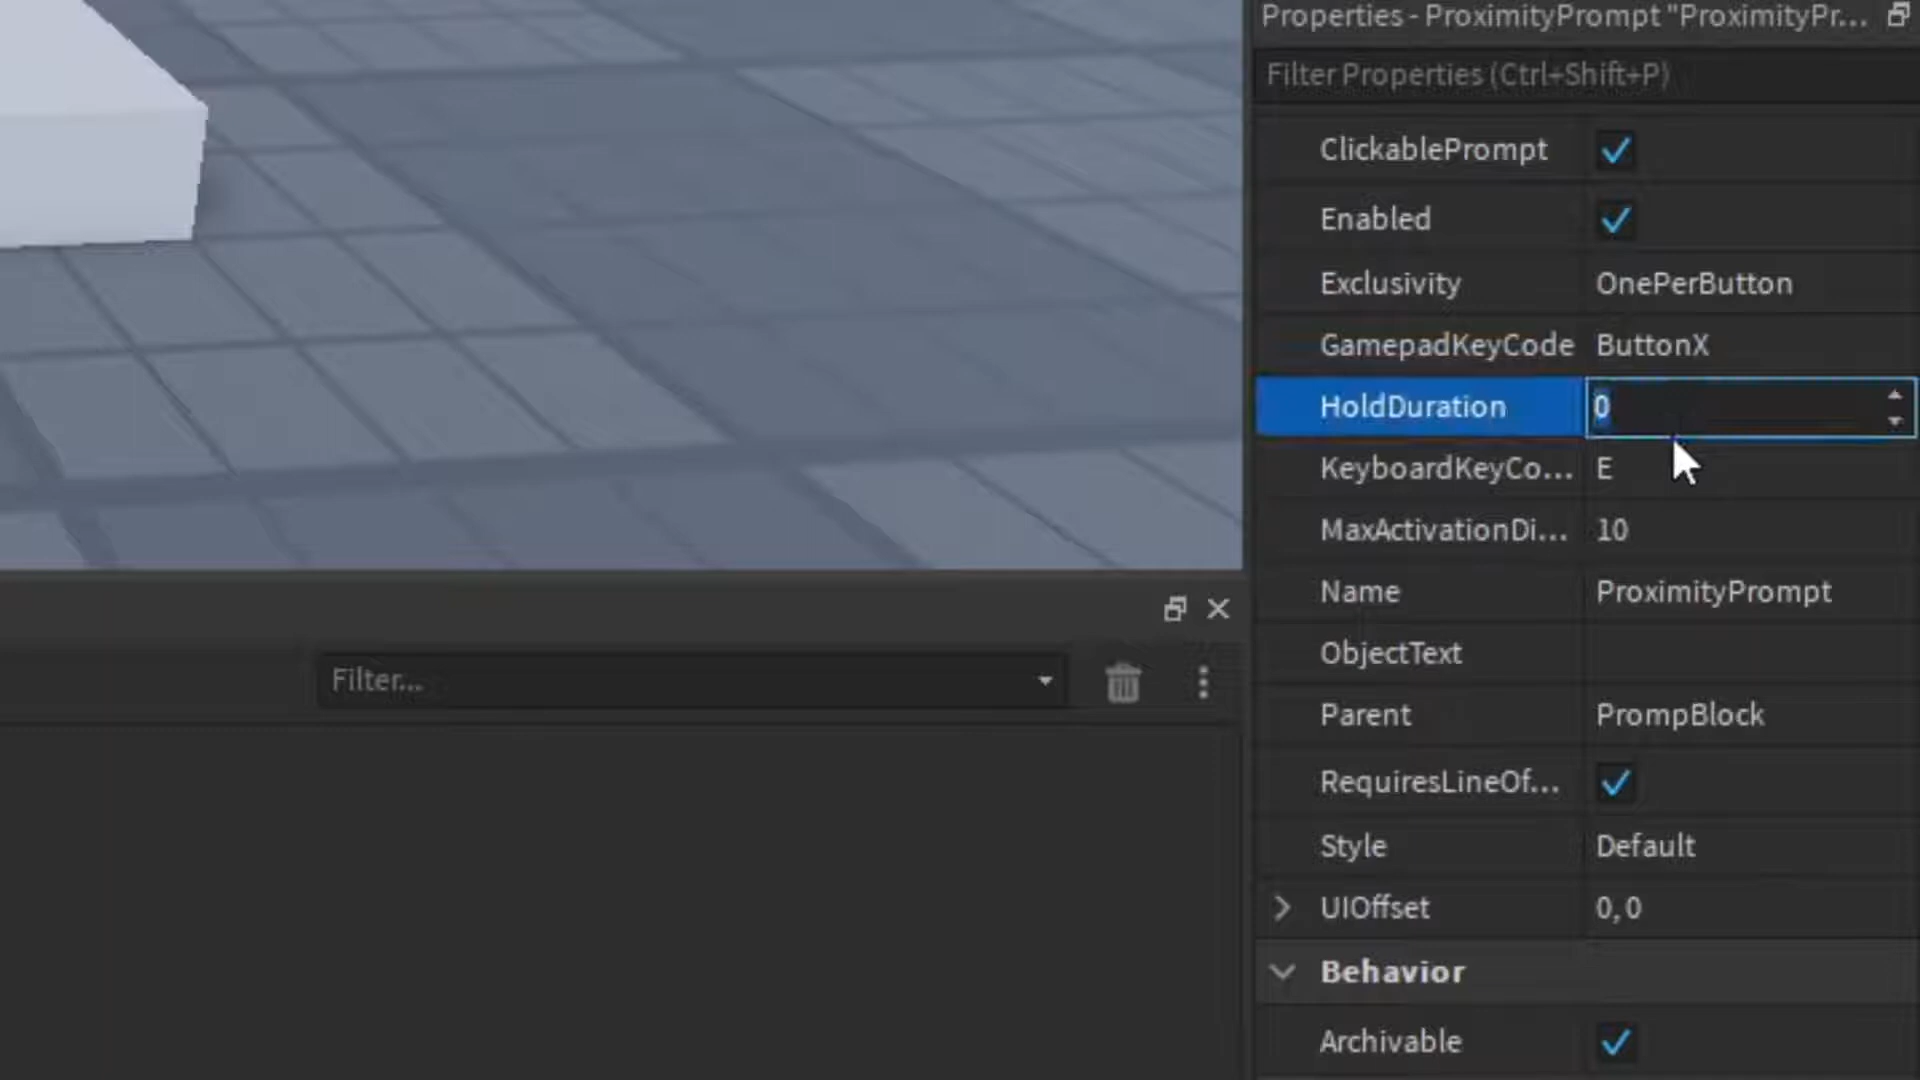 Properties - ProximityPrompt "ProximityPr...
Filter Properties (Ctrl+Shift+P)
ClickablePrompt
Enabled
Exclusivity OnePerButton
GamepadKeyCode ButtonX
HoldDuration 0
KeyboardKeyCo... E
MaxActivationDi... 10
Name ProximityPrompt
ObjectText
Parent PrompBlock
RequiresLineOf...
Style Default
UIOffset 0, 0
Behavior
Archivable
Filter...